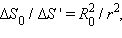 ΔS₀ / ΔS' = R₀² / r²,